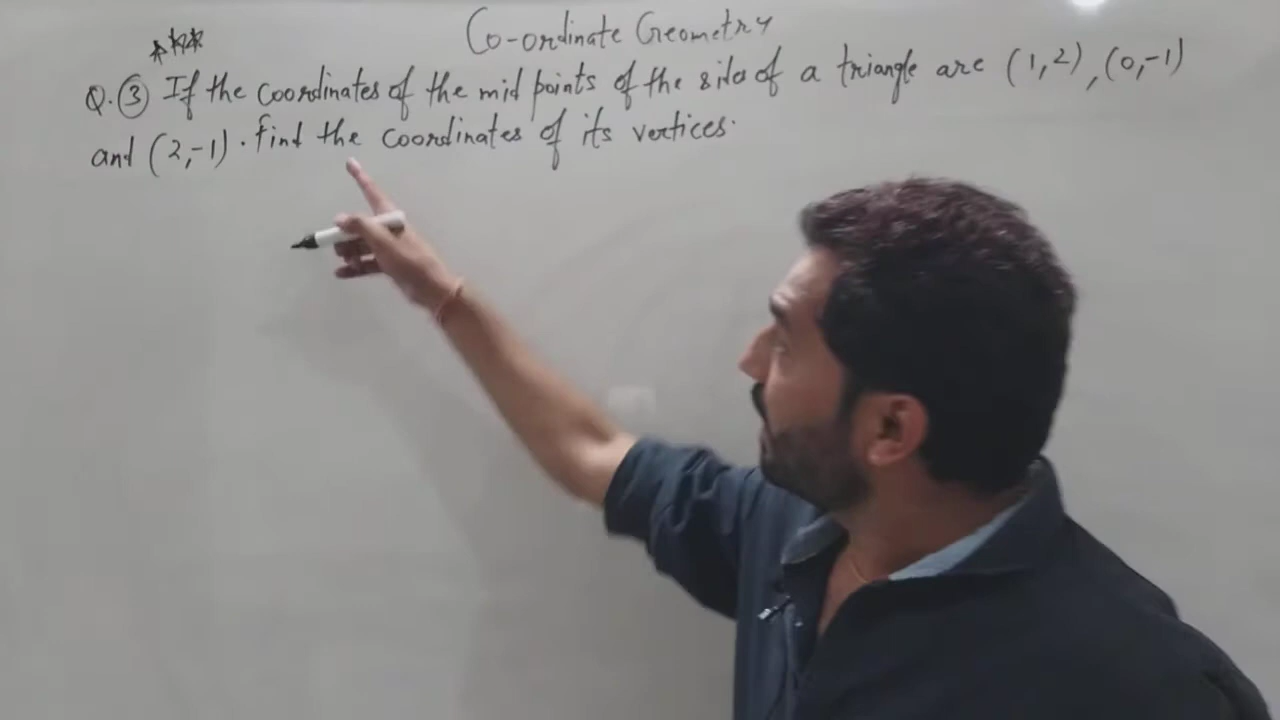 Co-ordinate Geometry
Q.③ If the coordinates of the mid points of the sides of a triangle are (1,2), (0,-1)
and (2,-1). Find the coordinates of its vertices.